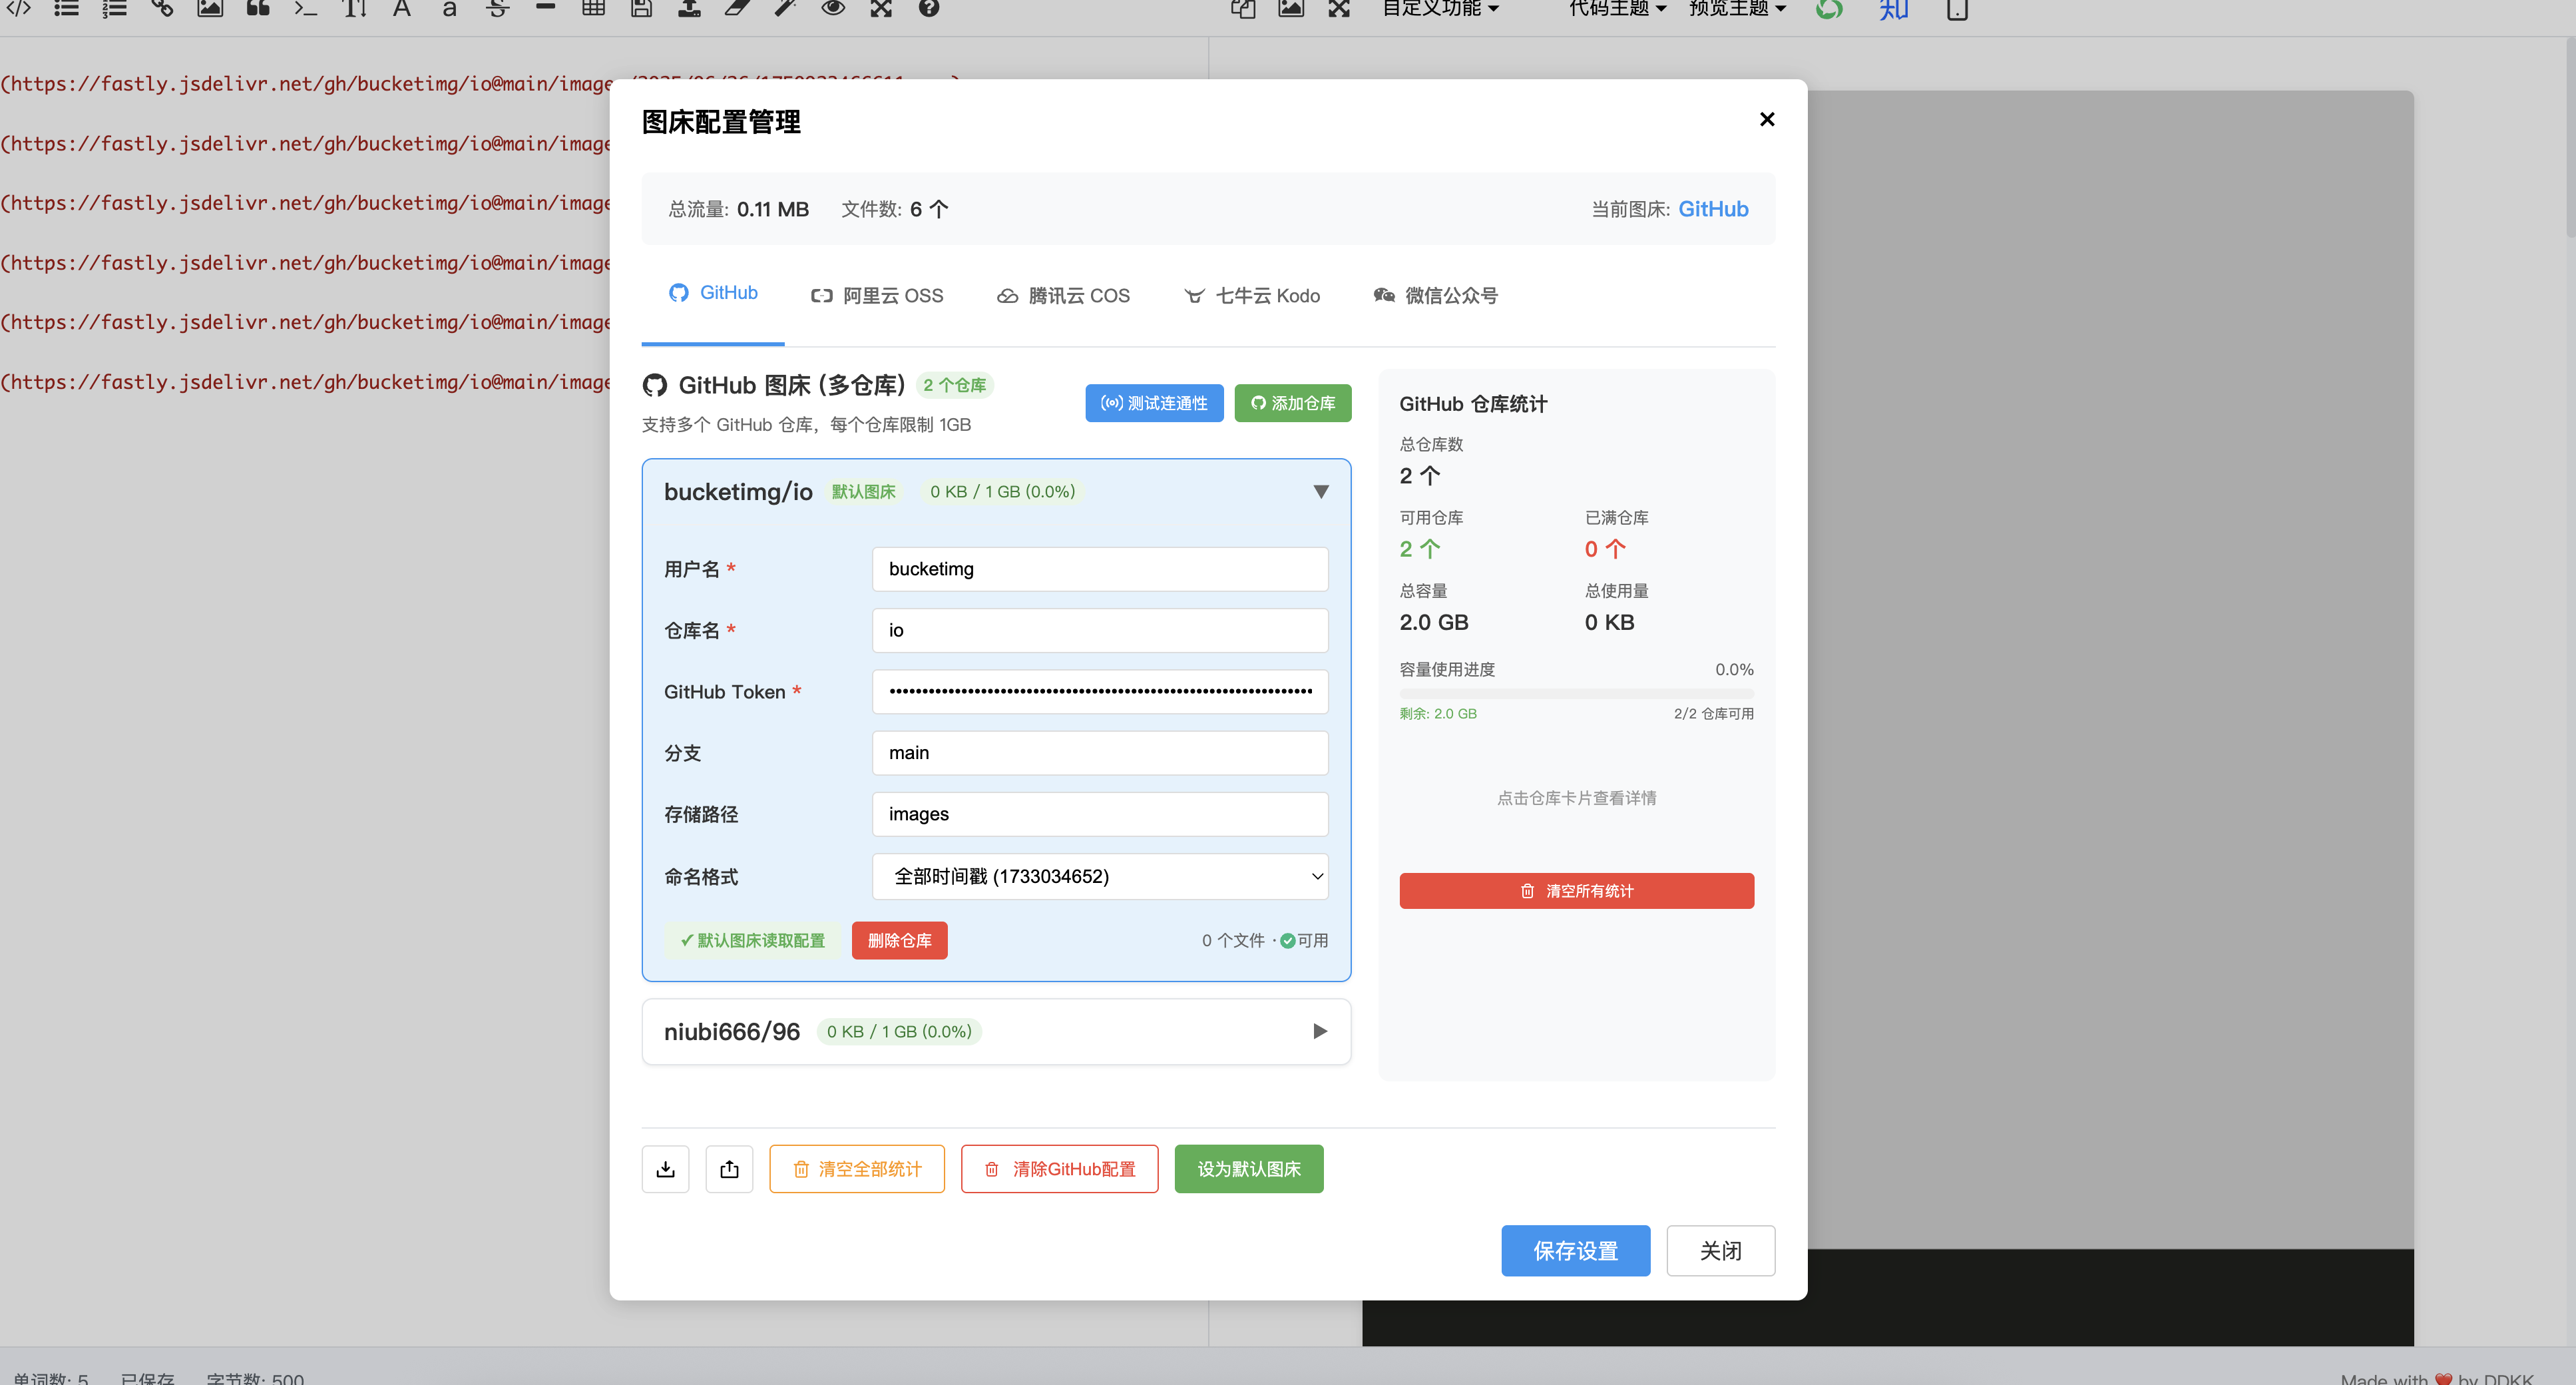 自定义功能
代码主题
预览主题
知
(https://fastly.jsdelivr.net/gh/bucketimg/io@main/image
(https://fastly.jsdelivr.net/gh/bucketimg/io@main/image
(https://fastly.jsdelivr.net/gh/bucketimg/io@main/image
(https://fastly.jsdelivr.net/gh/bucketimg/io@main/image
(https://fastly.jsdelivr.net/gh/bucketimg/io@main/image
(https://fastly.jsdelivr.net/gh/bucketimg/io@main/image
图床配置管理
总流量: 0.11 MB 文件数: 6 个
当前图床: GitHub
GitHub 阿里云 OSS 腾讯云 COS 七牛云 Kodo 微信公众号
GitHub 图床 (多仓库) 2 个仓库
支持多个 GitHub 仓库，每个仓库限制 1GB
测试连通性 添加仓库
bucketimg/io 默认图床 0 KB / 1 GB (0.0%)
用户名 * bucketimg
仓库名 * io
GitHub Token *
分支 main
存储路径 images
命名格式 全部时间戳 (1733034652)
✓默认图床读取配置 删除仓库 0 个文件 · 可用
niubi666/96 0 KB / 1 GB (0.0%)
GitHub 仓库统计
总仓库数
2 个
可用仓库 已满仓库
2 个 0 个
总容量 总使用量
2.0 GB 0 KB
容量使用进度 0.0%
剩余: 2.0 GB 2/2 仓库可用
点击仓库卡片查看详情
清空所有统计
清空全部统计 清除GitHub配置 设为默认图床
保存设置 关闭
单词数: 5 已保存 字节数: 500
Made with ❤️ by DDKK